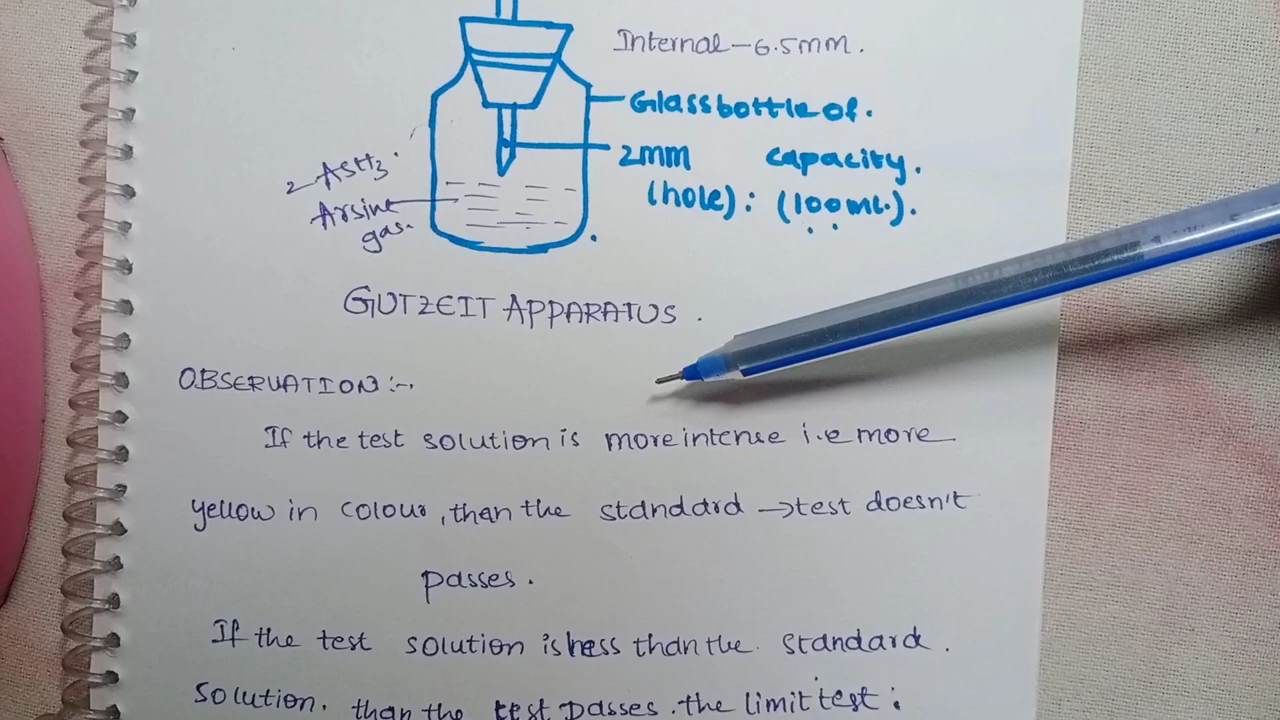 Internal - 6.5mm.
Glass bottle of.
2mm capacity.
(hole): (100ml.).
2 AsH3.
Arsine
gas.
GUTZEIT APPARATUS.
OBSERVATION :-.
If the test solution is more intense i.e more
yellow in colour, than the standard → test doesn't
passes.
If the test solution is less than the. standard.
solution. than the test passes. the limit test: